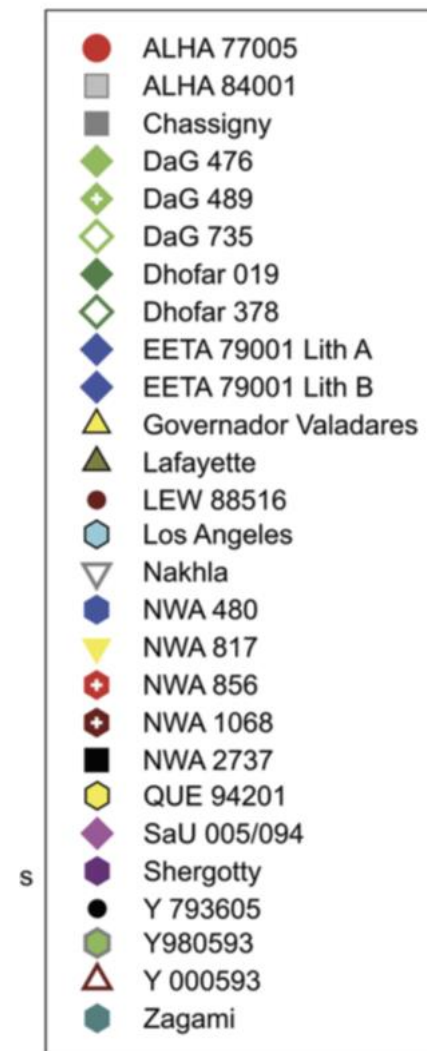 ALHA 77005
ALHA 84001
Chassigny
DaG 476
DaG 489
DaG 735
Dhofar 019
Dhofar 378
EETA 79001 Lith A
EETA 79001 Lith B
Governador Valadares
Lafayette
LEW 88516
Los Angeles
Nakhla
NWA 480
NWA 817
NWA 856
NWA 1068
NWA 2737
QUE 94201
SaU 005/094
Shergotty
s
Y 793605
Y980593
Y 000593
Zagami